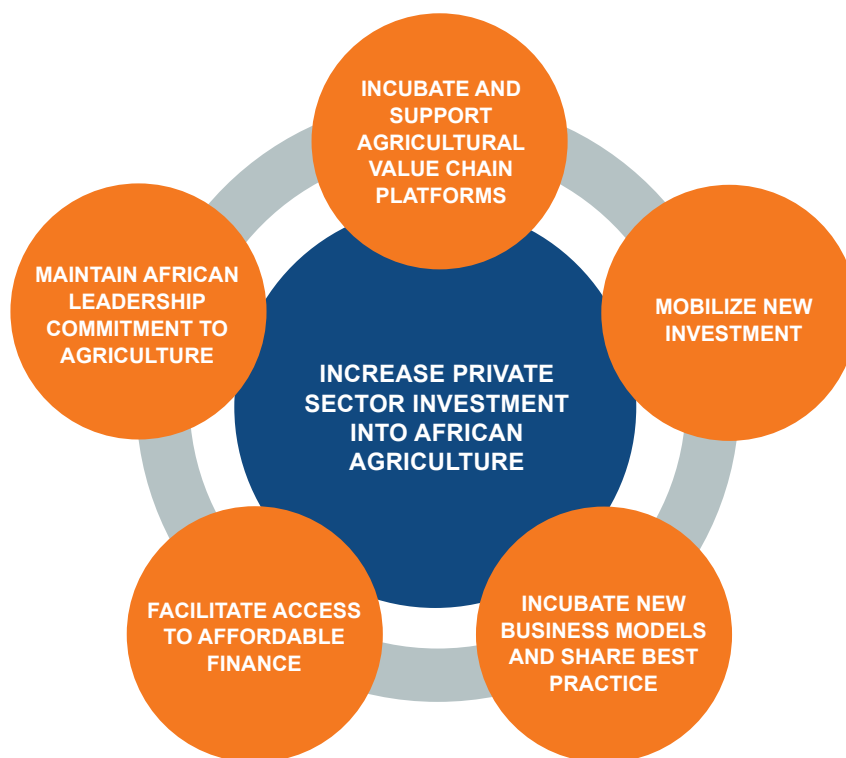 INCUBATE AND
SUPPORT
AGRICULTURAL
VALUE CHAIN
PLATFORMS
MOBILIZE NEW
INVESTMENT
INCUBATE NEW
BUSINESS MODELS
AND SHARE BEST
PRACTICE
FACILITATE ACCESS
TO AFFORDABLE
FINANCE
MAINTAIN AFRICAN
LEADERSHIP
COMMITMENT TO
AGRICULTURE
INCREASE PRIVATE
SECTOR INVESTMENT
INTO AFRICAN
AGRICULTURE